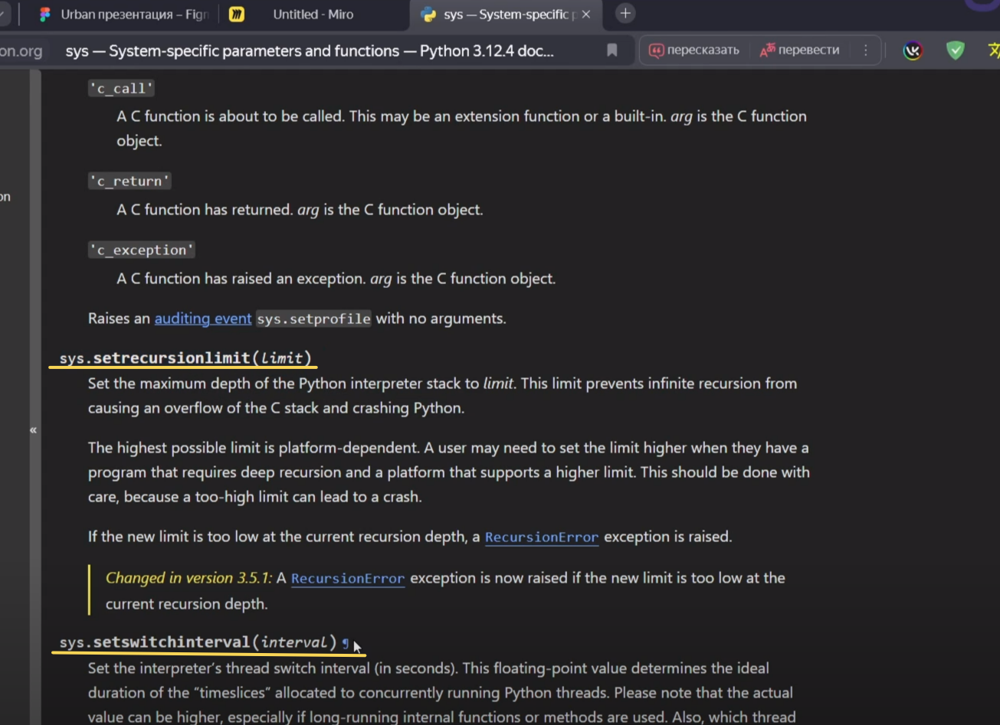 Urban презентация – Fig
Untitled - Miro
sys — System-specific
on.org
sys — System-specific parameters and functions — Python 3.12.4 doc...
пересказать
перевести
'c_call'
A C function is about to be called. This may be an extension function or a built-in. arg is the C function
object.
'c_return'
on
A C function has returned. arg is the C function object.
'c_exception'
A C function has raised an exception. arg is the C function object.
Raises an auditing event sys.setprofile with no arguments.
sys.setrecursionlimit(limit)
Set the maximum depth of the Python interpreter stack to limit. This limit prevents infinite recursion from
causing an overflow of the C stack and crashing Python.
«
The highest possible limit is platform-dependent. A user may need to set the limit higher when they have a
program that requires deep recursion and a platform that supports a higher limit. This should be done with
care, because a too-high limit can lead to a crash.
If the new limit is too low at the current recursion depth, a RecursionError exception is raised.
Changed in version 3.5.1: A RecursionError exception is now raised if the new limit is too low at the
current recursion depth.
sys.setswitchinterval(interval) ¶
Set the interpreter’s thread switch interval (in seconds). This floating-point value determines the ideal
duration of the “timeslices” allocated to concurrently running Python threads. Please note that the actual
value can be higher, especially if long-running internal functions or methods are used. Also, which thread